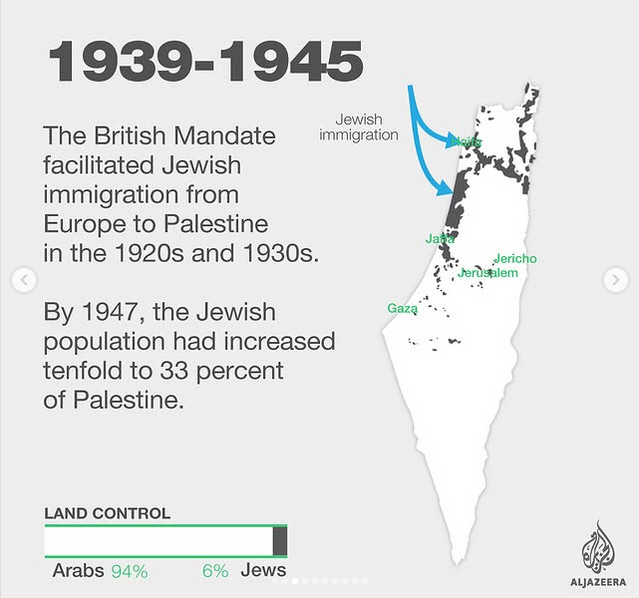 1939-1945
The British Mandate
facilitated Jewish
immigration from
Europe to Palestine
in the 1920s and 1930s.
By 1947, the Jewish
population had increased
tenfold to 33 percent
of Palestine.
Jewish
immigration
Haifa
Jaffa
Jericho
Jerusalem
Gaza
LAND CONTROL
Arabs 94% 6% Jews
ALJAZEERA